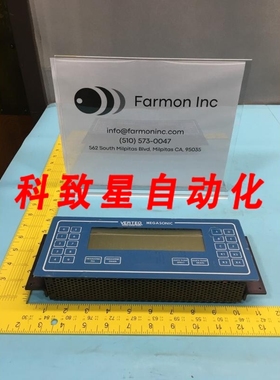 Farmon Inc
info@farmoninc.com
(510) 573-0047
562 South Milpitas Blvd, Milpitas CA, 95035
科致星自动化
VERTEQ MEGASONIC